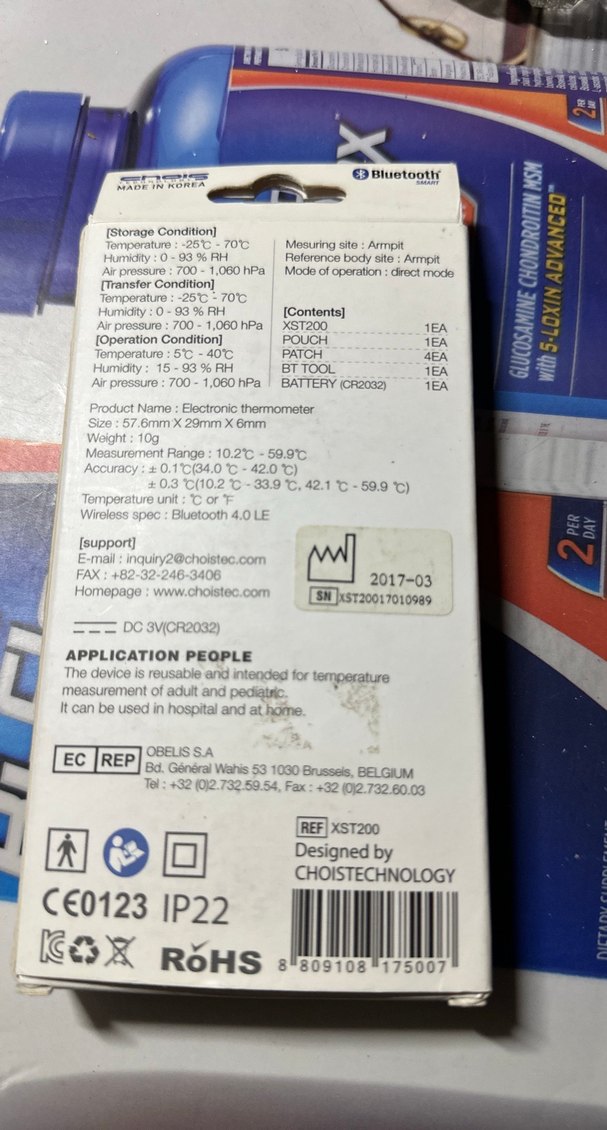 chois
TECHNOLOGY
MADE IN KOREA
Bluetooth
SMART
[Storage Condition]
Temperature : -25℃ - 70℃
Humidity : 0 - 93 % RH
Air pressure : 700 - 1,060 hPa
[Transfer Condition]
Temperature : -25℃ - 70℃
Humidity : 0 - 93 % RH
Air pressure : 700 - 1,060 hPa
[Operation Condition]
Temperature : 5℃ - 40℃
Humidity : 15 - 93 % RH
Air pressure : 700 - 1,060 hPa
Mesuring site : Armpit
Reference body site : Armpit
Mode of operation : direct mode
[Contents]
XST200 1EA
POUCH 1EA
PATCH 4EA
BT TOOL 1EA
BATTERY (CR2032) 1EA
Product Name : Electronic thermometer
Size : 57.6mm X 29mm X 6mm
Weight : 10g
Measurement Range : 10.2℃ - 59.9℃
Accuracy : ± 0.1℃(34.0 ℃ - 42.0 ℃)
± 0.3 ℃(10.2 ℃ - 33.9 ℃, 42.1 ℃ - 59.9 ℃)
Temperature unit : ℃ or ℉
Wireless spec : Bluetooth 4.0 LE
[support]
E-mail : inquiry2@choistec.com
FAX : +82-32-246-3406
Homepage : www.choistec.com
2017-03
SN XST20017010989
DC 3V(CR2032)
APPLICATION PEOPLE
The device is reusable and intended for temperature
measurement of adult and pediatric.
It can be used in hospital and at home.
EC REP
OBELIS S.A
Bd. Général Wahis 53 1030 Brussels, BELGIUM
Tel : +32 (0)2.732.59.54, Fax : +32 (0)2.732.60.03
REF XST200
Designed by
CHOISTECHNOLOGY
CE0123 IP22
RoHS
8 809108 175007
GLUCOSAMINE CHONDROITIN MSM
with 5-LOXIN ADVANCED™
2 PER
DAY
2 PER
DAY
DIETARY SUPPLEMENT